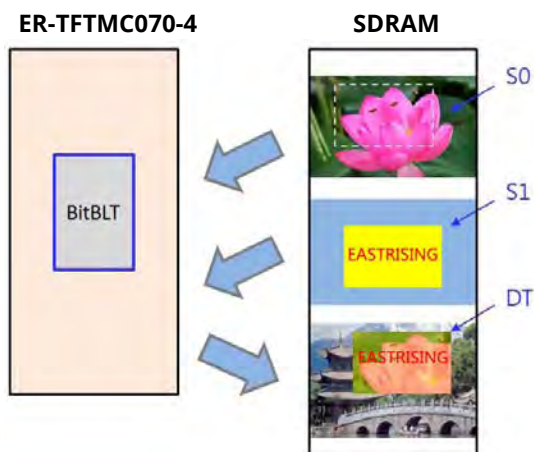 ER-TFTMC070-4
SDRAM
S0
BitBLT
S1
EASTRISING
DT
EASTRISING